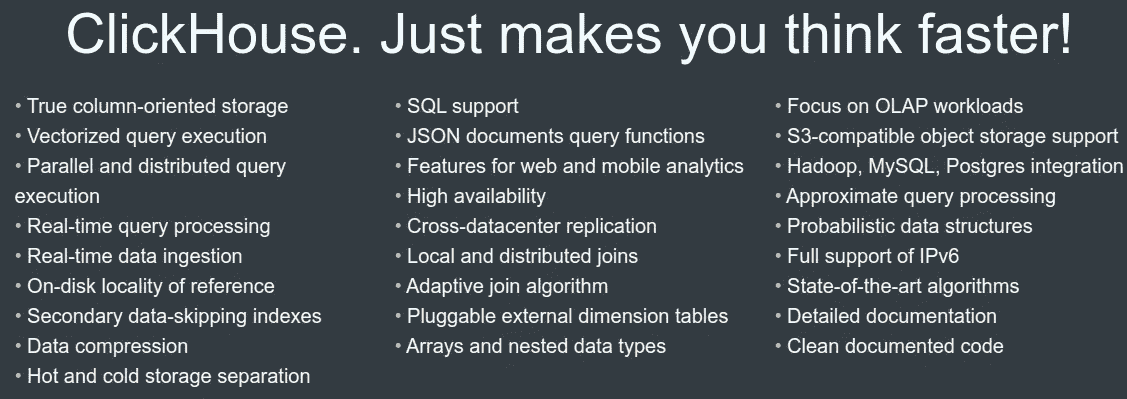 ClickHouse. Just makes you think faster!
• True column-oriented storage
• Vectorized query execution
• Parallel and distributed query
execution
• Real-time query processing
• Real-time data ingestion
• On-disk locality of reference
• Secondary data-skipping indexes
• Data compression
• Hot and cold storage separation
• SQL support
• JSON documents query functions
• Features for web and mobile analytics
• High availability
• Cross-datacenter replication
• Local and distributed joins
• Adaptive join algorithm
• Pluggable external dimension tables
• Arrays and nested data types
• Focus on OLAP workloads
• S3-compatible object storage support
• Hadoop, MySQL, Postgres integration
• Approximate query processing
• Probabilistic data structures
• Full support of IPv6
• State-of-the-art algorithms
• Detailed documentation
• Clean documented code